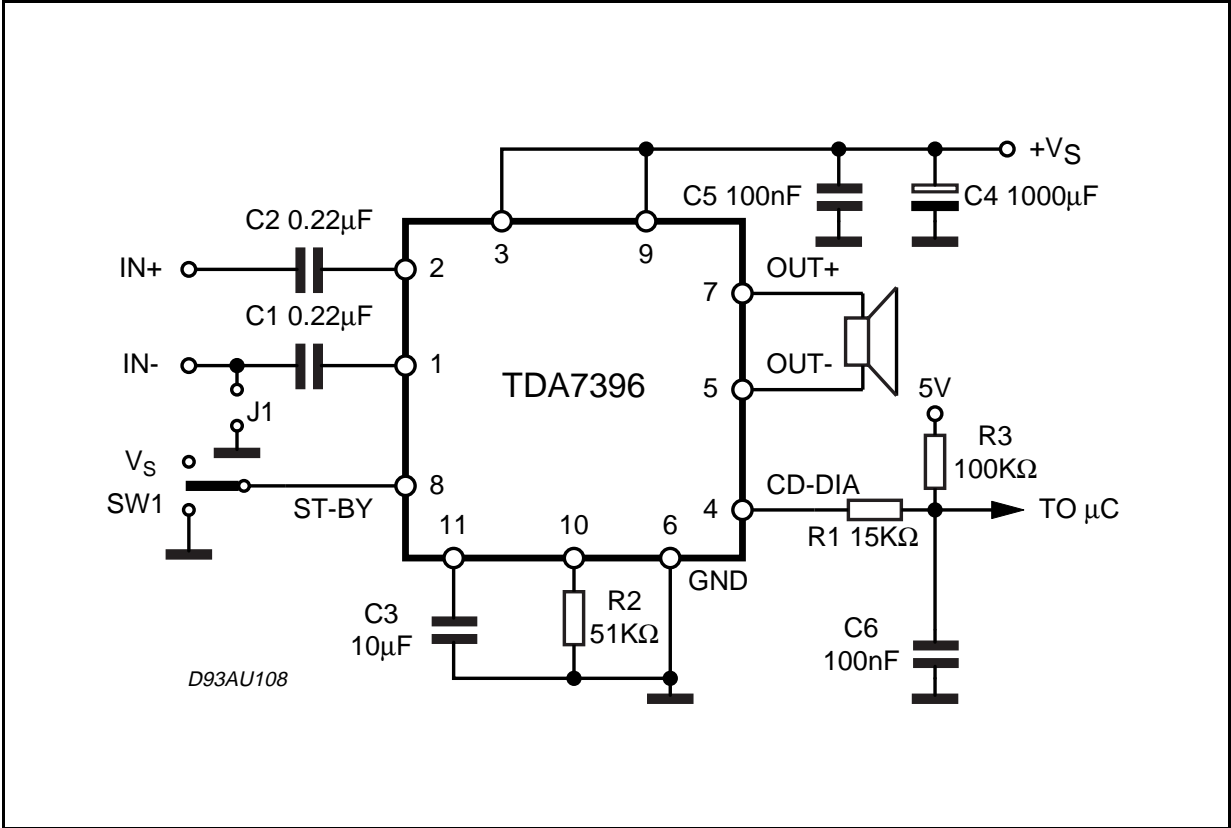 +VS
C5 100nF
C4 1000µF
C2 0.22µF
3
9
IN+
2
OUT+
7
C1 0.22µF
IN-
1
OUT-
TDA7396
5
5V
J1
R3
100KΩ
VS
SW1
ST-BY
8
CD-DIA
4
TO µC
R1 15KΩ
11
10
6
GND
C3
10µF
R2
51KΩ
C6
100nF
D93AU108